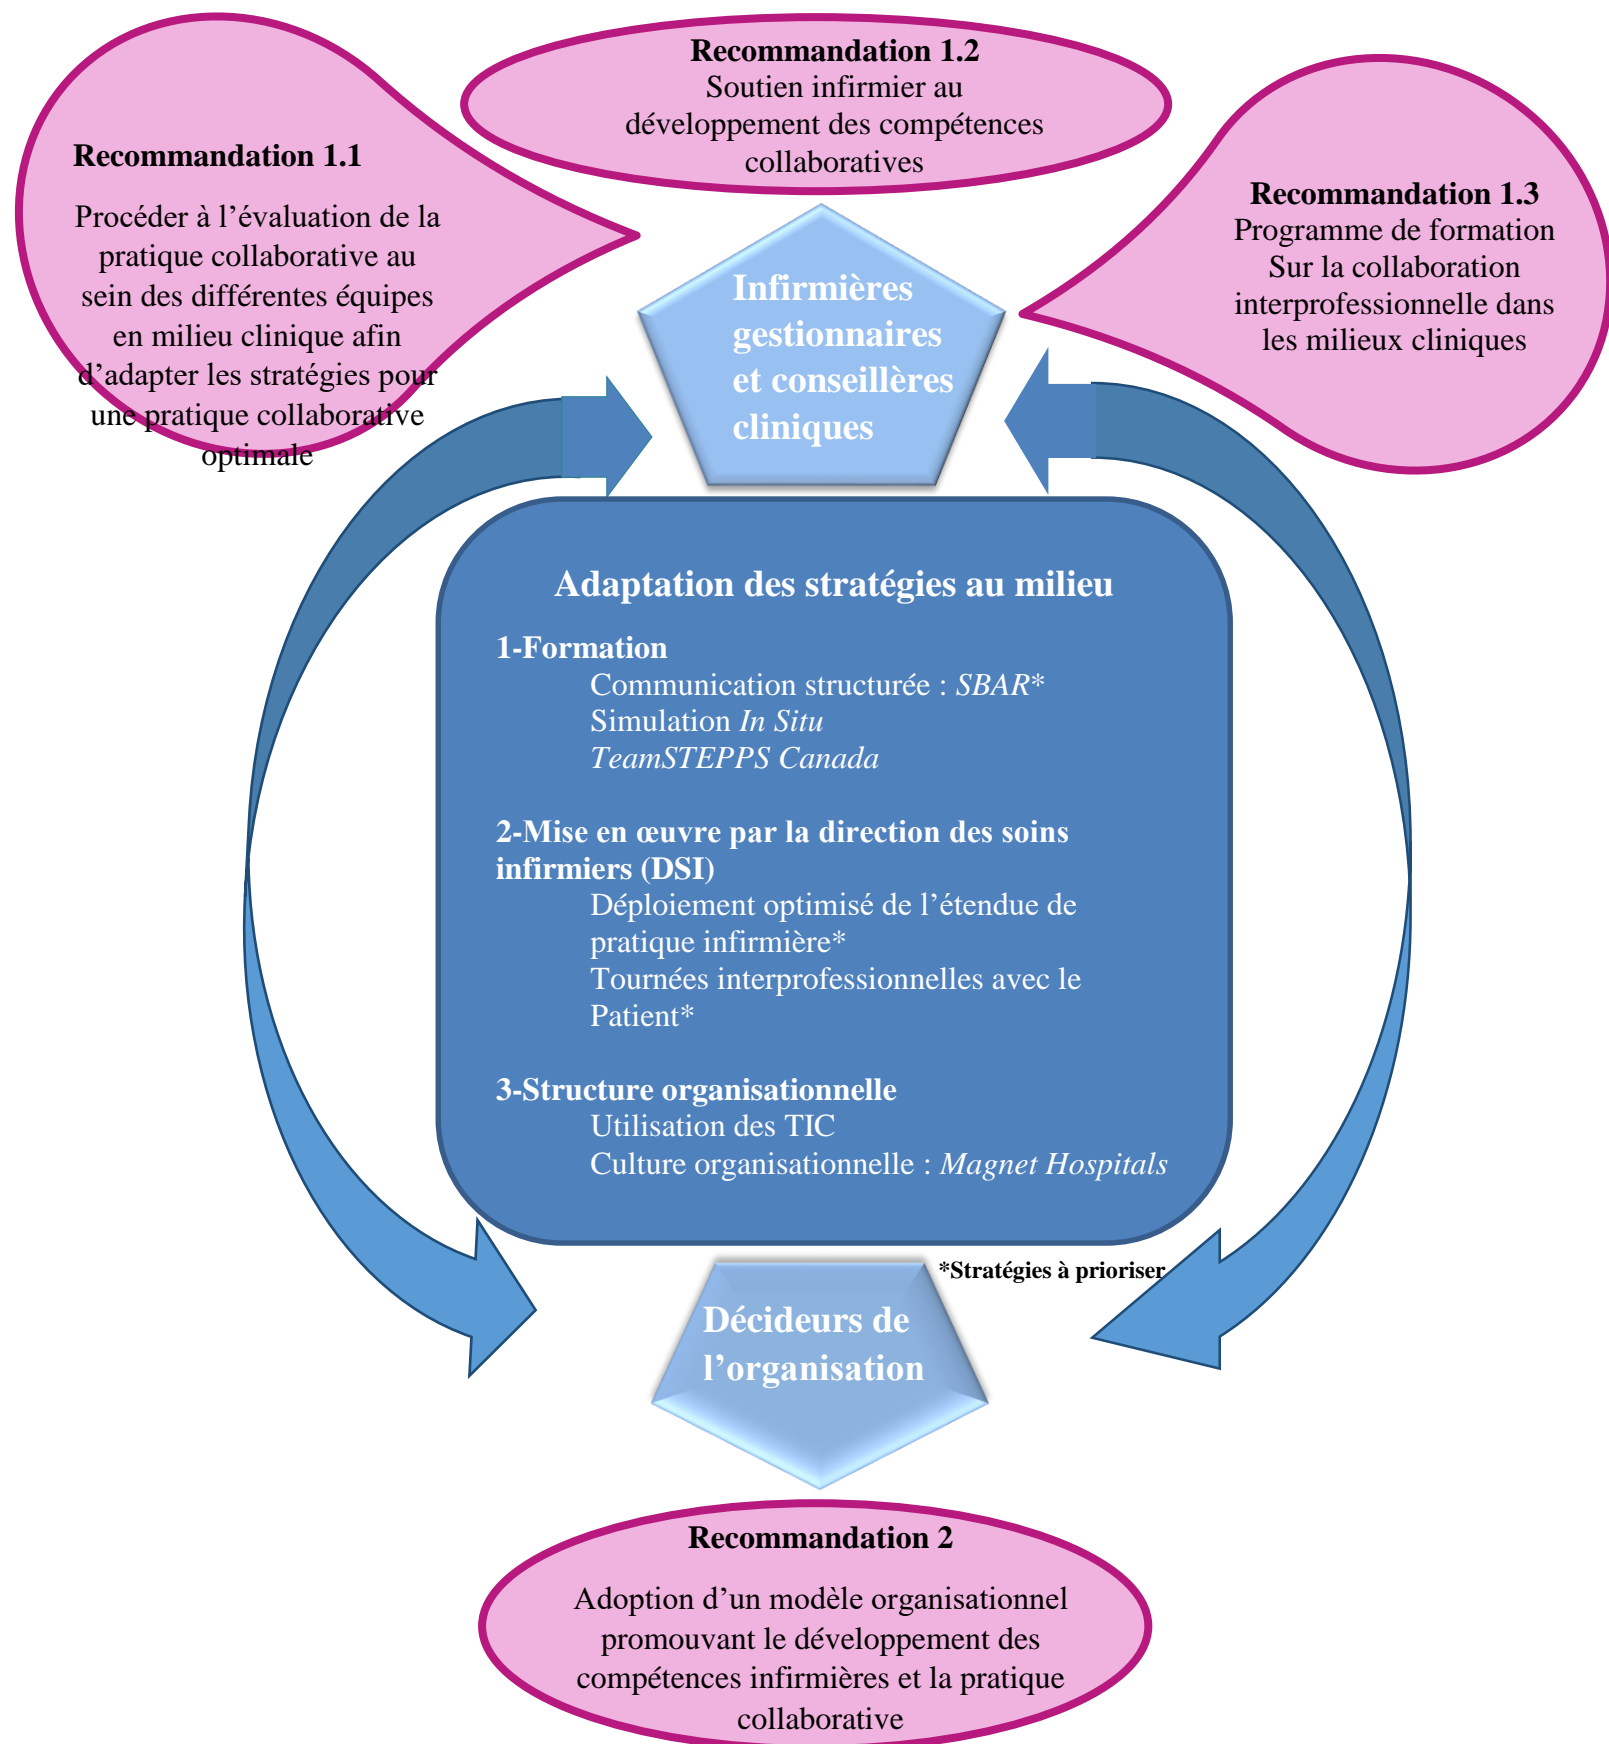 Recommandation 1.2
Soutien infirmier au
développement des compétences
collaboratives
Recommandation 1.1
Procéder à l’évaluation de la
pratique collaborative au
sein des différentes équipes
en milieu clinique afin
d’adapter les stratégies pour
une pratique collaborative
optimale
Recommandation 1.3
Programme de formation
Sur la collaboration
interprofessionnelle dans
les milieux cliniques
Infirmières
gestionnaires
et conseillères
cliniques
Adaptation des stratégies au milieu
1-Formation
Communication structurée : SBAR*
Simulation In Situ
TeamSTEPPS Canada
2-Mise en œuvre par la direction des soins
infirmiers (DSI)
Déploiement optimisé de l’étendue de
pratique infirmière*
Tournées interprofessionnelles avec le
Patient*
3-Structure organisationnelle
Utilisation des TIC
Culture organisationnelle : Magnet Hospitals
*Stratégies à prioriser
Décideurs de
l’organisation
Recommandation 2
Adoption d’un modèle organisationnel
promouvant le développement des
compétences infirmières et la pratique
collaborative